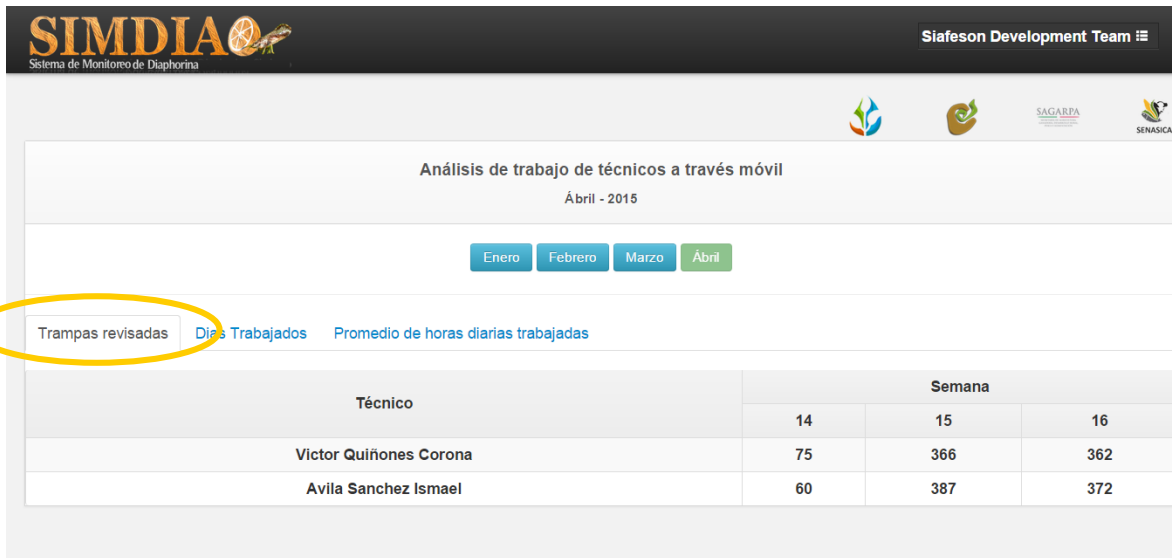 SIMDIA
Sistema de Monitoreo de Diaphorina
Siafeson Development Team
SAGARPA
SENASICA
Análisis de trabajo de técnicos a través móvil
Ábril - 2015
Enero Febrero Marzo Ábril
Trampas revisadas Dias Trabajados Promedio de horas diarias trabajadas
Técnico Semana
14 15 16
Victor Quiñones Corona 75 366 362
Avila Sanchez Ismael 60 387 372